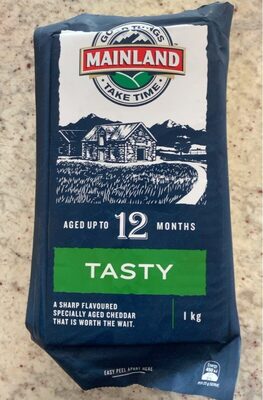 GOOD THINGS
MAINLAND
TAKE TIME
AGED UP TO 12 MONTHS
TASTY
A SHARP FLAVOURED
SPECIALLY AGED CHEDDAR
THAT IS WORTH THE WAIT.
1 kg
EASY PEEL APART HERE
Energy